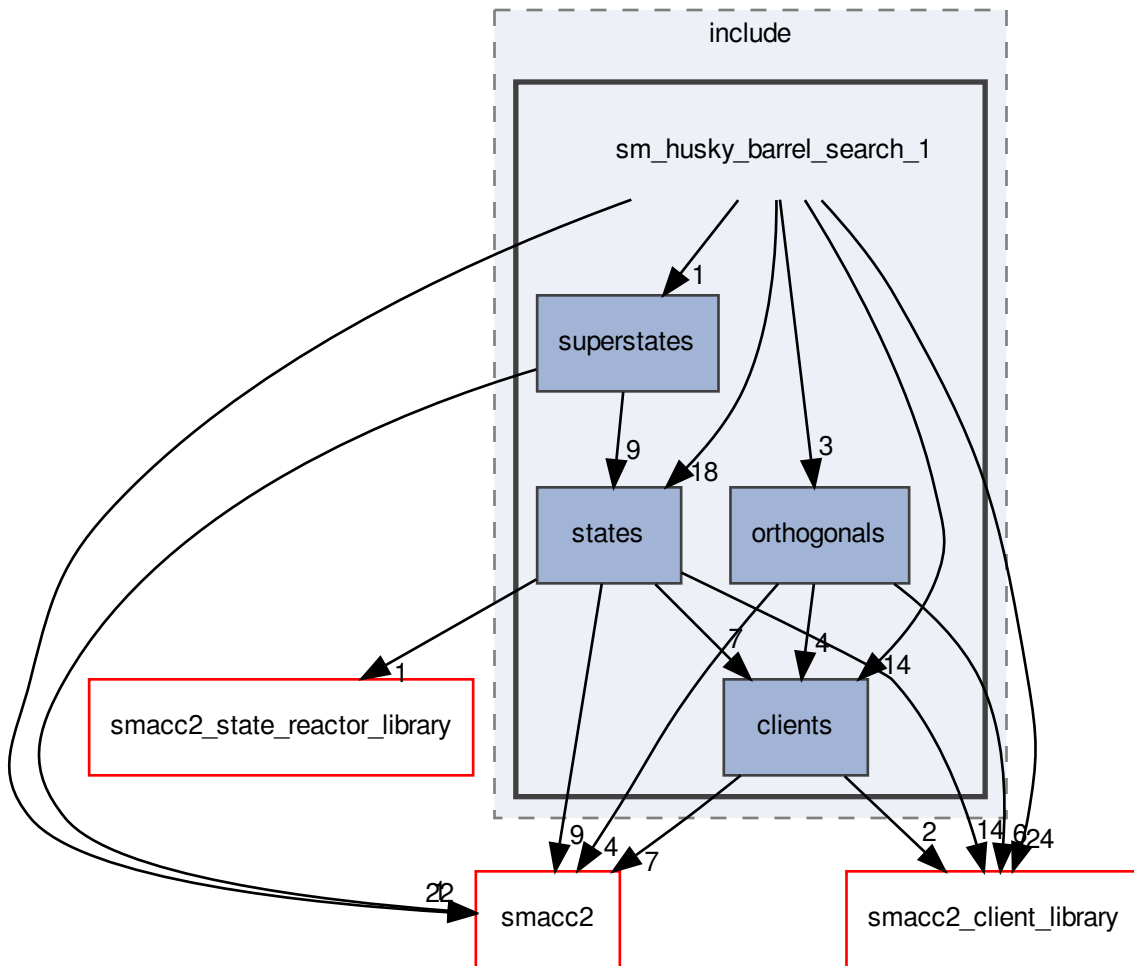 include
sm_husky_barrel_search_1
1
superstates
9
18
3
states
orthogonals
7
4
14
1
smacc2_state_reactor_library
clients
9
4
7
2
14
6
24
22
smacc2
smacc2_client_library